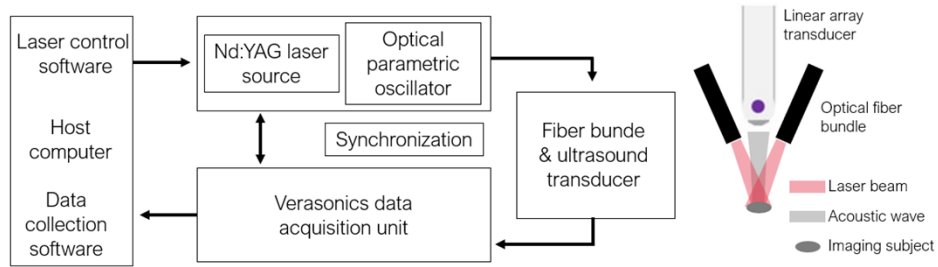 Laser control
software
Host
computer
Data
collection
software
Nd:YAG laser
source
Optical
parametric
oscillator
Synchronization
Verasonics data
acquisition unit
Fiber bunde
& ultrasound
transducer
Linear array
transducer
Optical fiber
bundle
Laser beam
Acoustic wave
Imaging subject